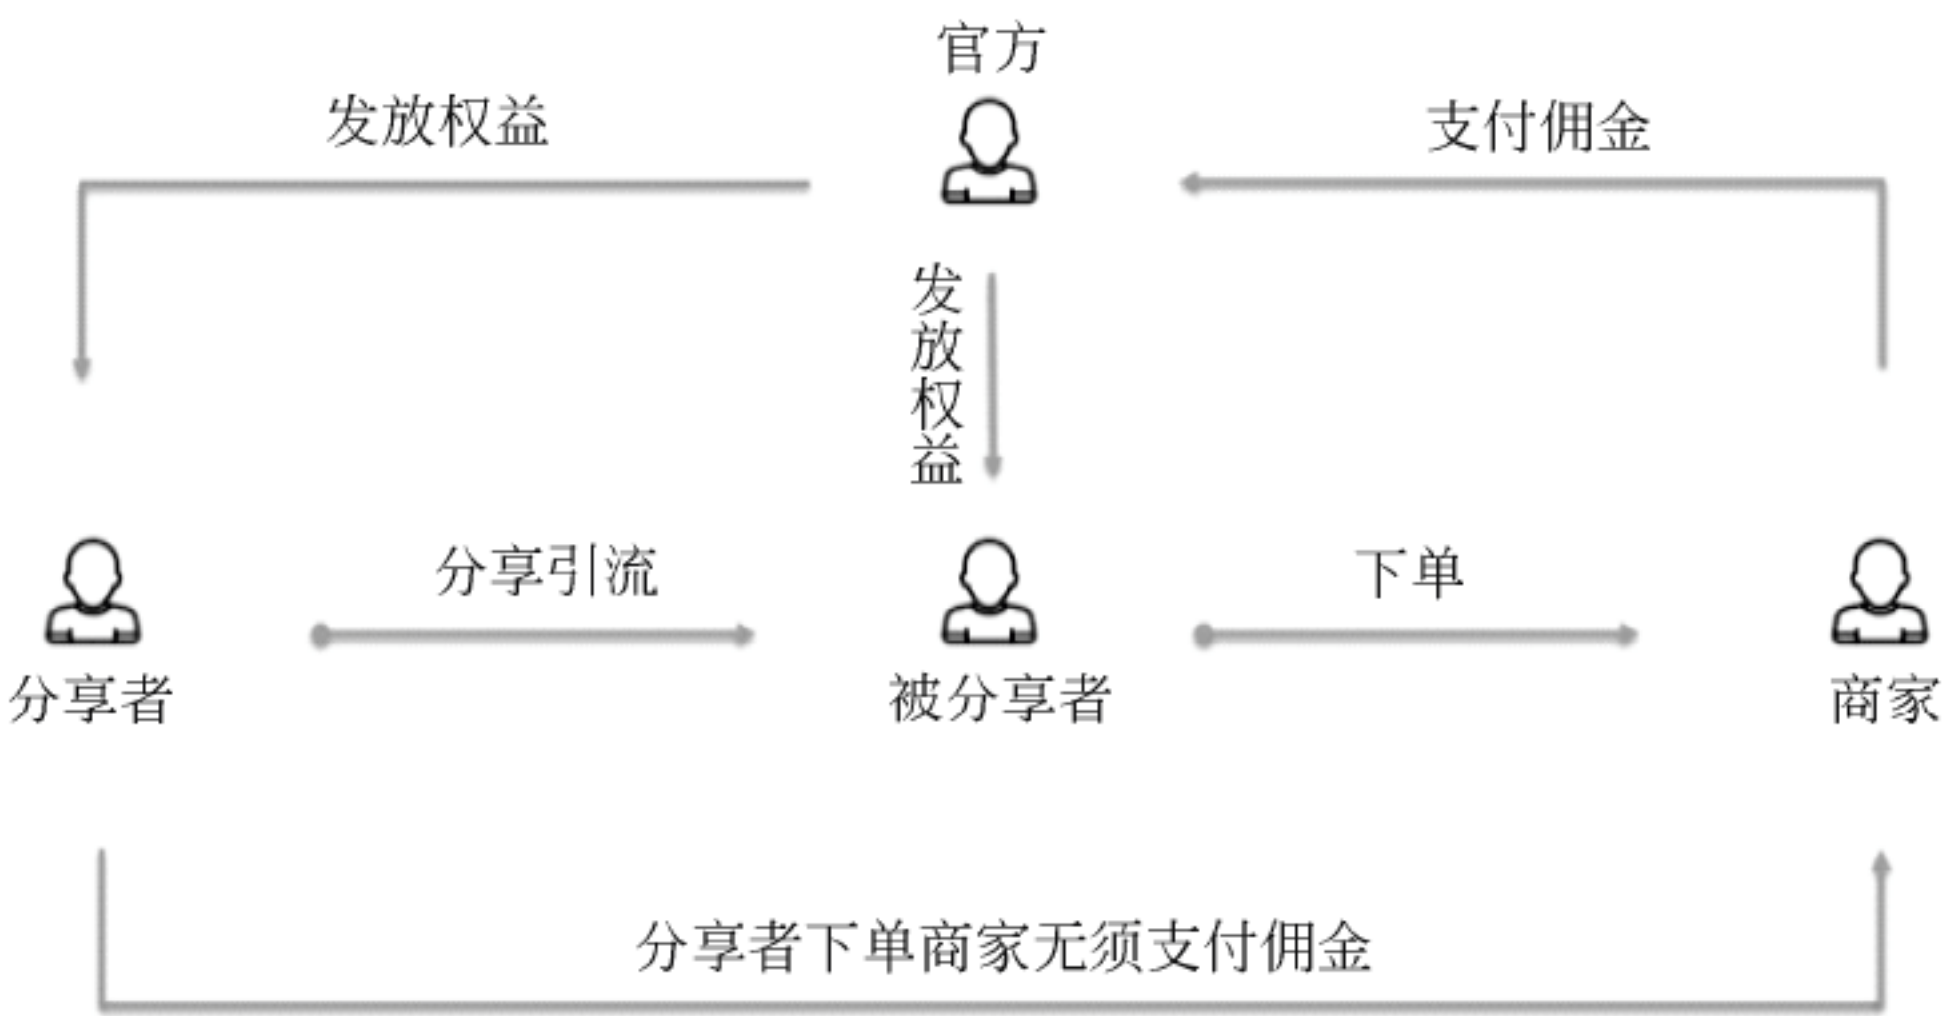 官方
发放权益
支付佣金
发放权益
分享引流
下单
分享者
被分享者
商家
分享者下单商家无须支付佣金